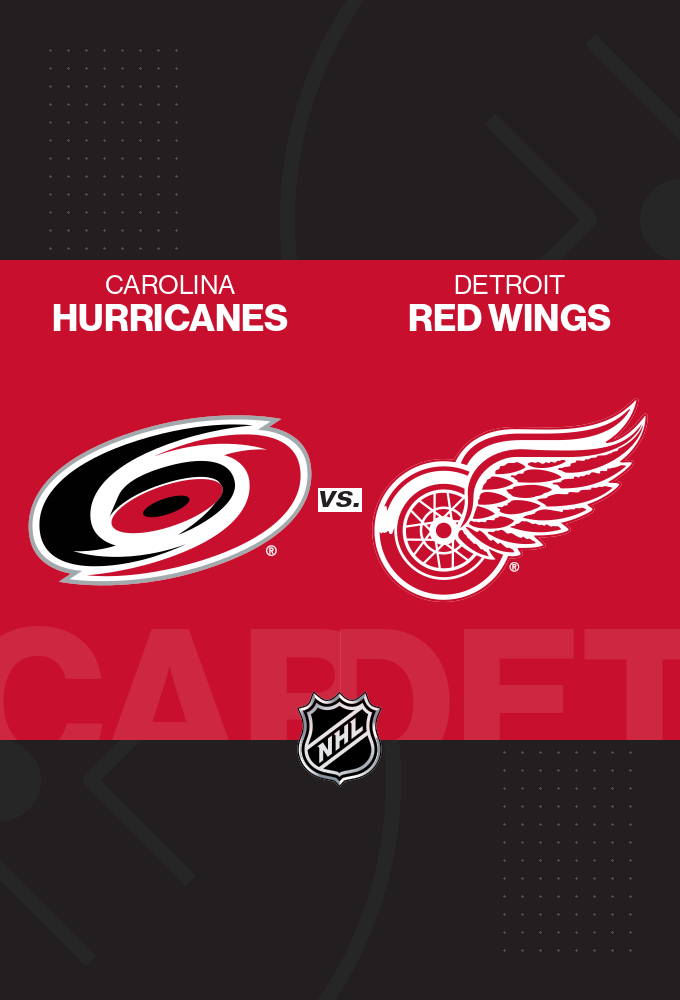 CAROLINA
HURRICANES
DETROIT
RED WINGS
VS.
®
®
CAR
DET
NHL